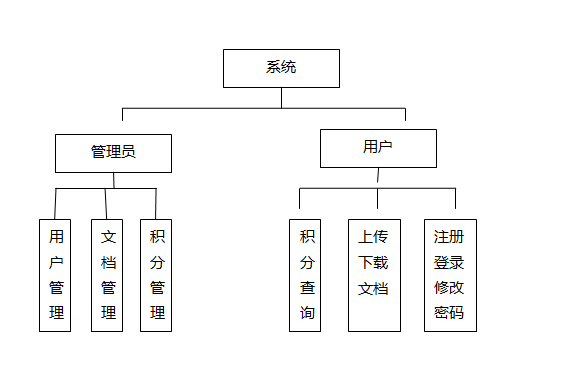 系统
管理员
用户
用户管理
文档管理
积分管理
积分查询
上传
下载
文档
注册
登录
修改
密码